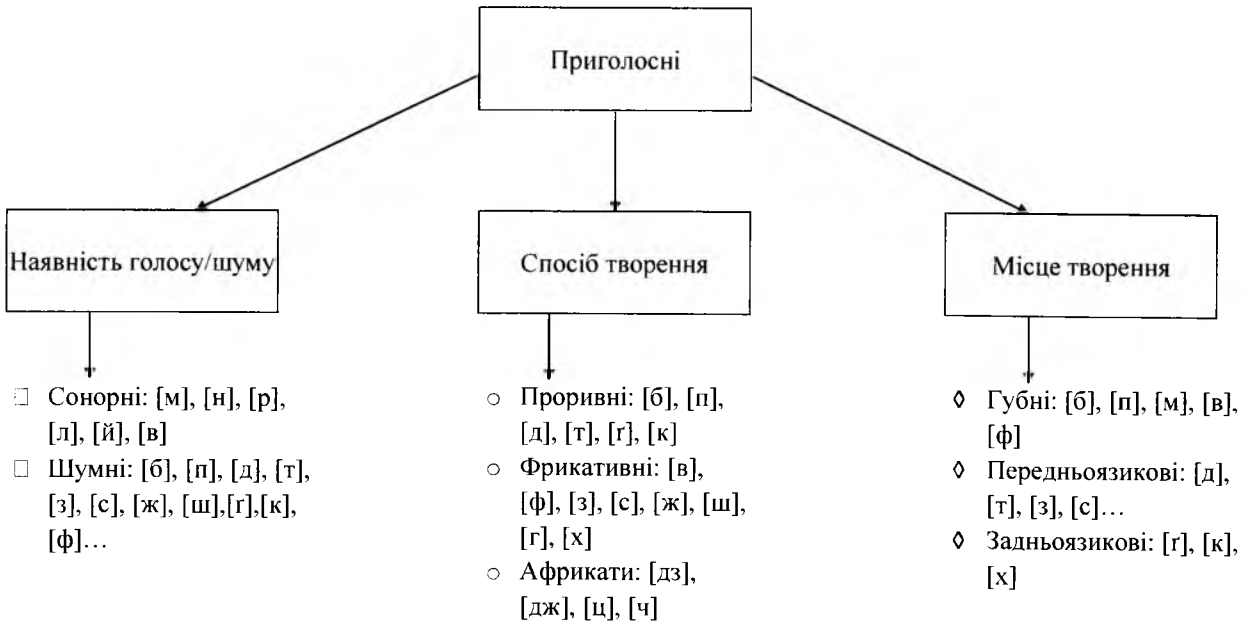 Приголосні
Наявність голосу/шуму
Спосіб творення
Місце творення
Сонорні: [м], [н], [р],
[л], [й], [в]
Шумні: [б], [п], [д], [т],
[з], [с], [ж], [ш],[ґ],[к],
[ф]...
Проривні: [б], [п],
[д], [т], [ґ], [к]
Фрикативні: [в],
[ф], [з], [с], [ж], [ш],
[г], [х]
Африкати: [дз],
[дж], [ц], [ч]
Губні: [б], [п], [м], [в],
[ф]
Передньоязикові: [д],
[т], [з], [с]...
Задньоязикові: [ґ], [к],
[х]